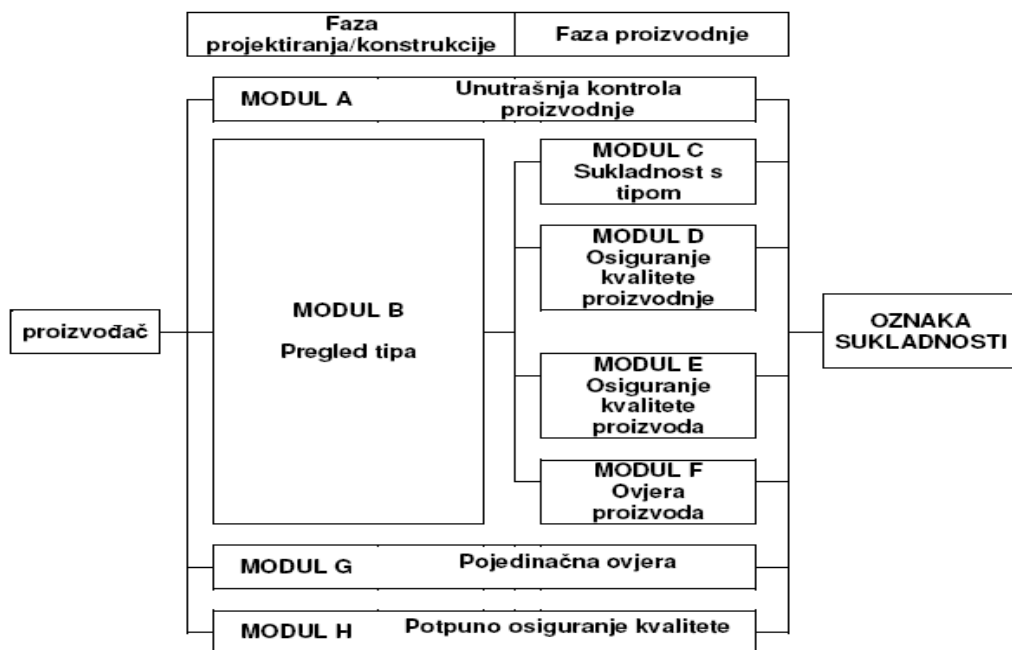 Faza
projektiranja/konstrukcije
Faza proizvodnje
MODUL A
Unutrašnja kontrola
proizvodnje
MODUL B
Pregled tipa
MODUL C
Sukladnost s
tipom
MODUL D
Osiguranje
kvalitete
proizvodnje
MODUL E
Osiguranje
kvalitete
proizvoda
MODUL F
Ovjera
proizvoda
proizvođač
OZNAKA
SUKLADNOSTI
MODUL G
Pojedinačna ovjera
MODUL H
Potpuno osiguranje kvalitete